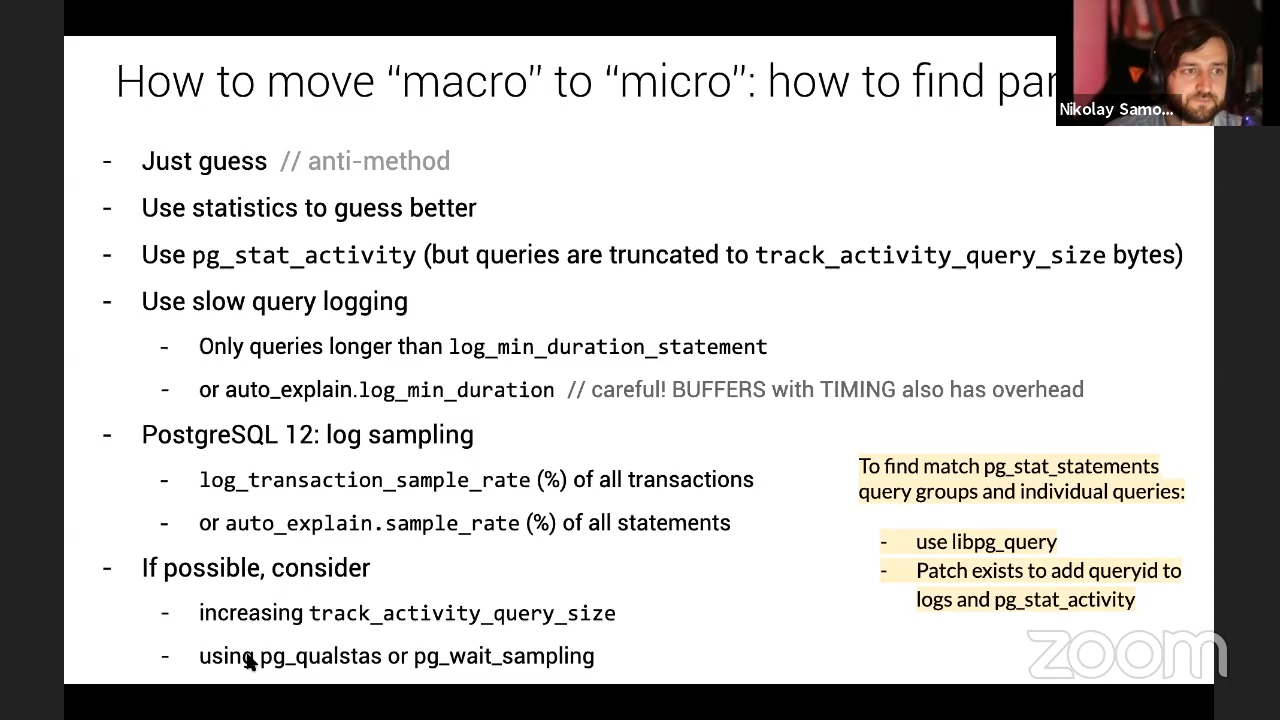 How to move “macro” to “micro”: how to find par
Nikolay Samo...
- Just guess // anti-method
- Use statistics to guess better
- Use pg_stat_activity (but queries are truncated to track_activity_query_size bytes)
- Use slow query logging
- Only queries longer than log_min_duration_statement
- or auto_explain.log_min_duration // careful! BUFFERS with TIMING also has overhead
- PostgreSQL 12: log sampling
- log_transaction_sample_rate (%) of all transactions
- or auto_explain.sample_rate (%) of all statements
- If possible, consider
- increasing track_activity_query_size
- using pg_qualstas or pg_wait_sampling
To find match pg_stat_statements
query groups and individual queries:
- use libpg_query
- Patch exists to add queryid to
logs and pg_stat_activity
zoom